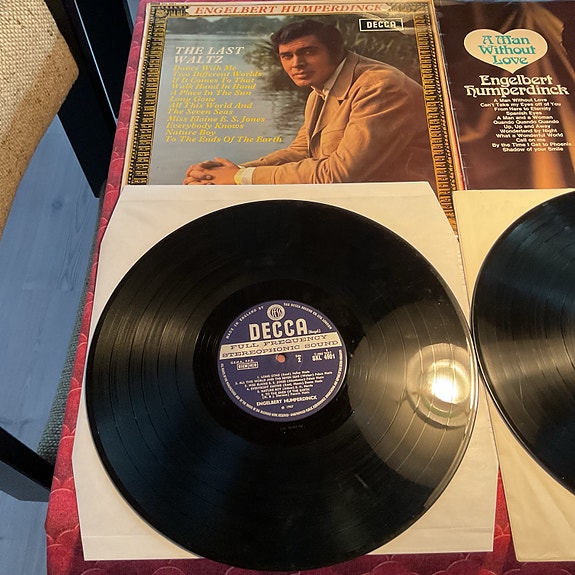 ENGELBERT HUMPERDINCK
DECCA
THE LAST
WALTZ
Dance With Me
Two Different Worlds
If It Comes To That
Walk Hand In Hand
A Place In The Sun
Long Gone
All This World And
The Seven Seas
Miss Elaine E. S. Jones
Everybody Knows
Nature Boy
To The Ends Of The Earth
A Man
Without
Love
Engelbert
Humperdinck
A Man Without Love
Can't Take my Eyes off of You
From Here to Eternity
Spanish Eyes
A Man and a Woman
Quando Quando Quando
Up, Up and Away
Wonderland by Night
What a Wonderful World
Call on me
By the Time I Get to Phoenix
Shadow of your Smile
MADE IN ENGLAND
DECCA
FULL FREQUENCY
STEREOPHONIC SOUND
SKL 4901
ENGELBERT HUMPERDINCK